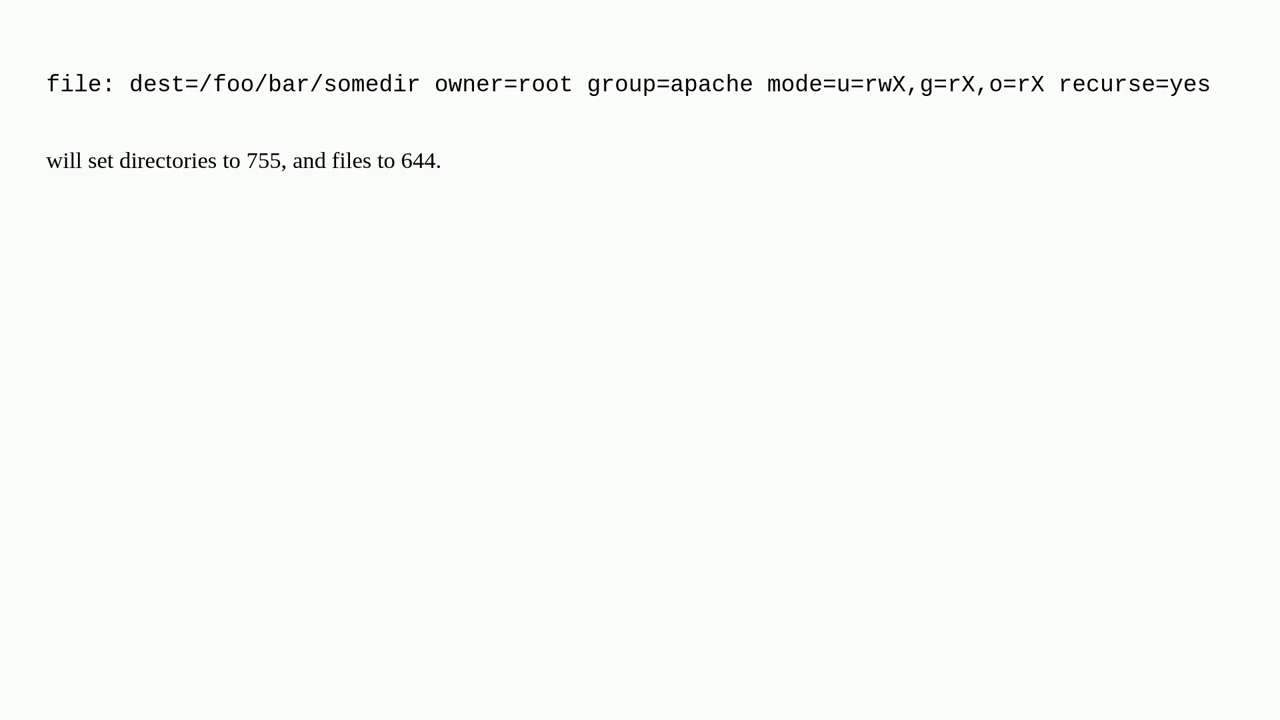 file: dest=/foo/bar/somedir owner=root group=apache mode=u=rwX,g=rX,o=rX recurse=yes
will set directories to 755, and files to 644.